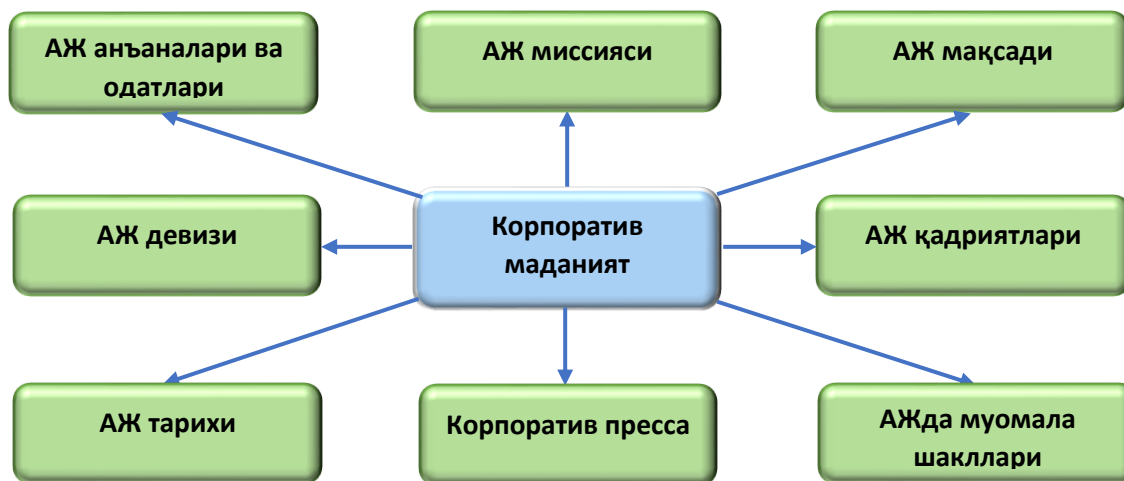 АЖ анъаналари ва
одатлари
АЖ миссияси
АЖ мақсади
АЖ девизи
Корпоратив
маданият
АЖ қадриятлари
АЖ тарихи
Корпоратив пресса
АЖда муомала
шакллари